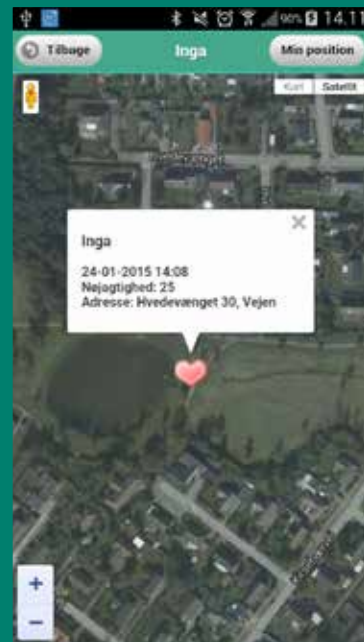 90% 14.11
Tilbage Inga Min position
Kort Satellit
Inga
24-01-2015 14:08
Nøjagtighed: 25
Adresse: Hvedevænget 30, Vejen
+
−